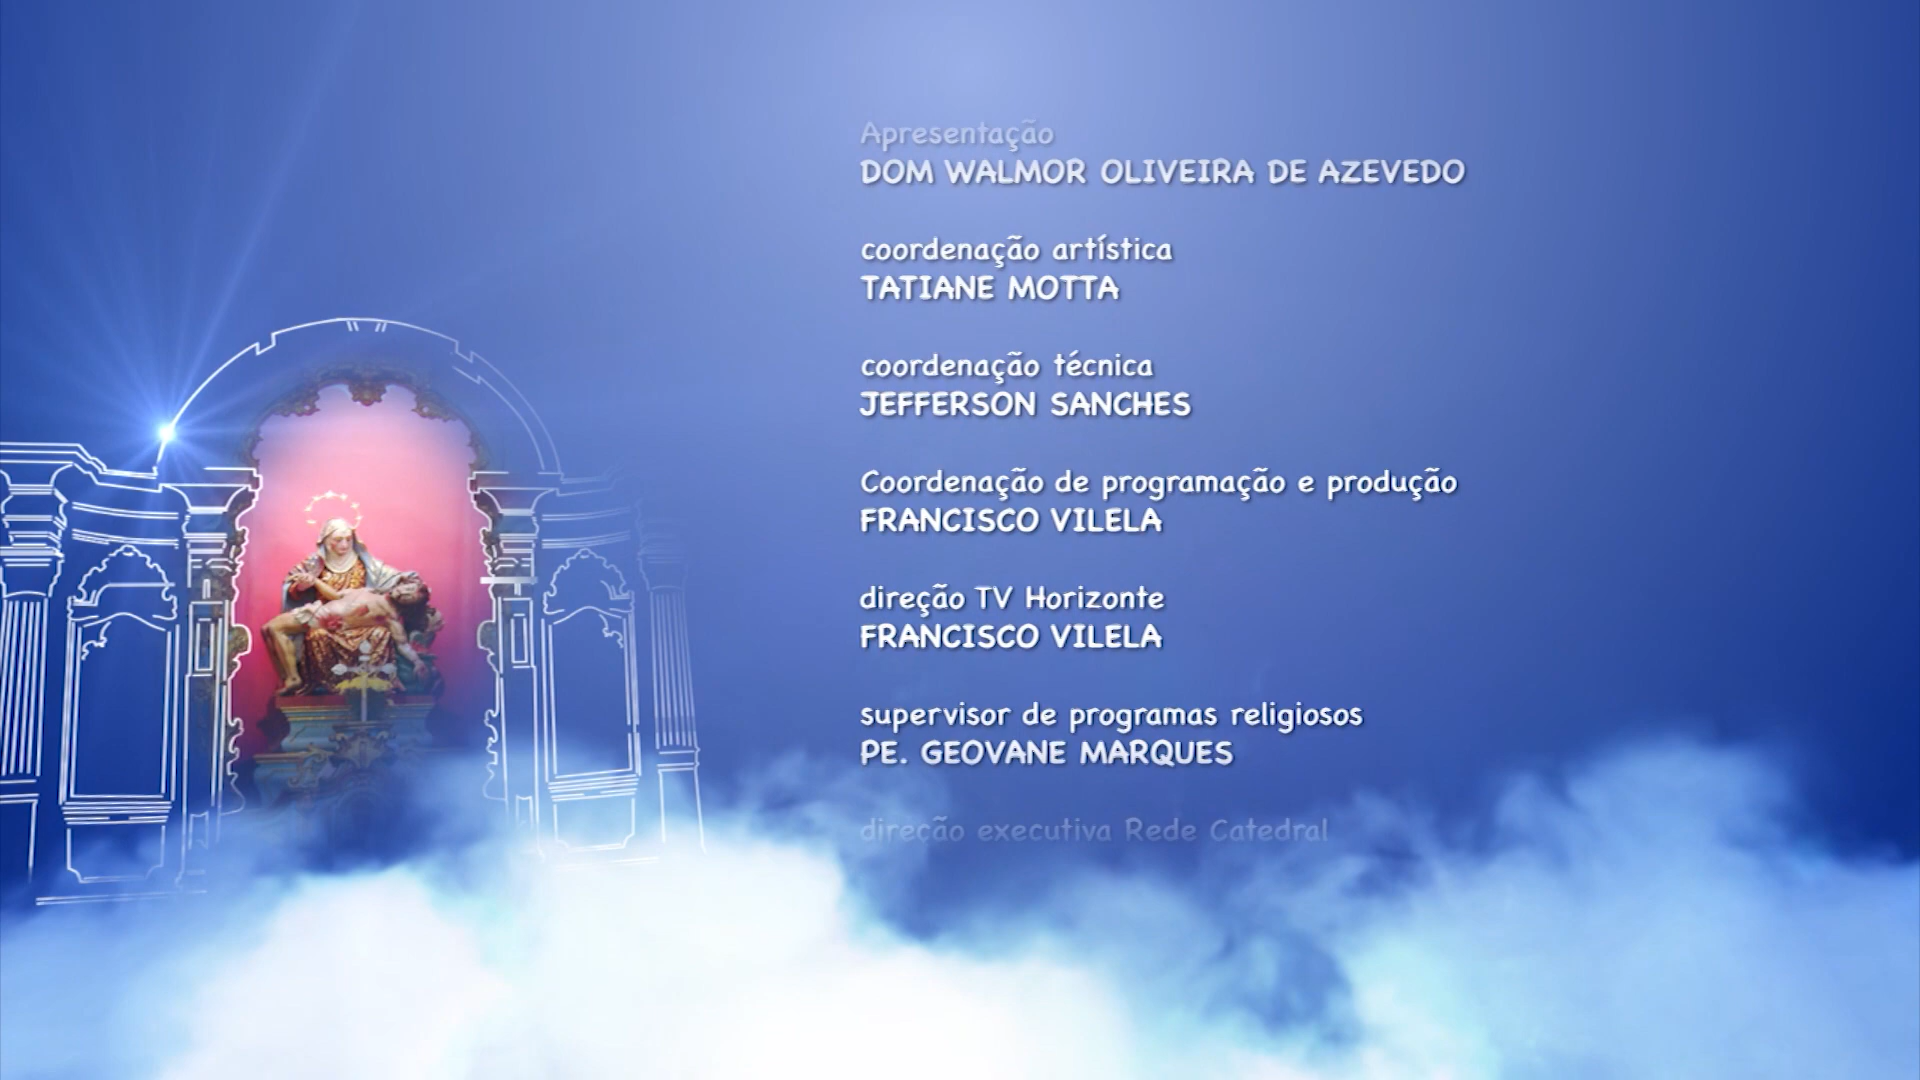 Apresentação
DOM WALMOR OLIVEIRA DE AZEVEDO
coordenação artística
TATIANE MOTTA
coordenação técnica
JEFFERSON SANCHES
Coordenação de programação e produção
FRANCISCO VILELA
direção TV Horizonte
FRANCISCO VILELA
supervisor de programas religiosos
PE. GEOVANE MARQUES
direção executiva Rede Catedral